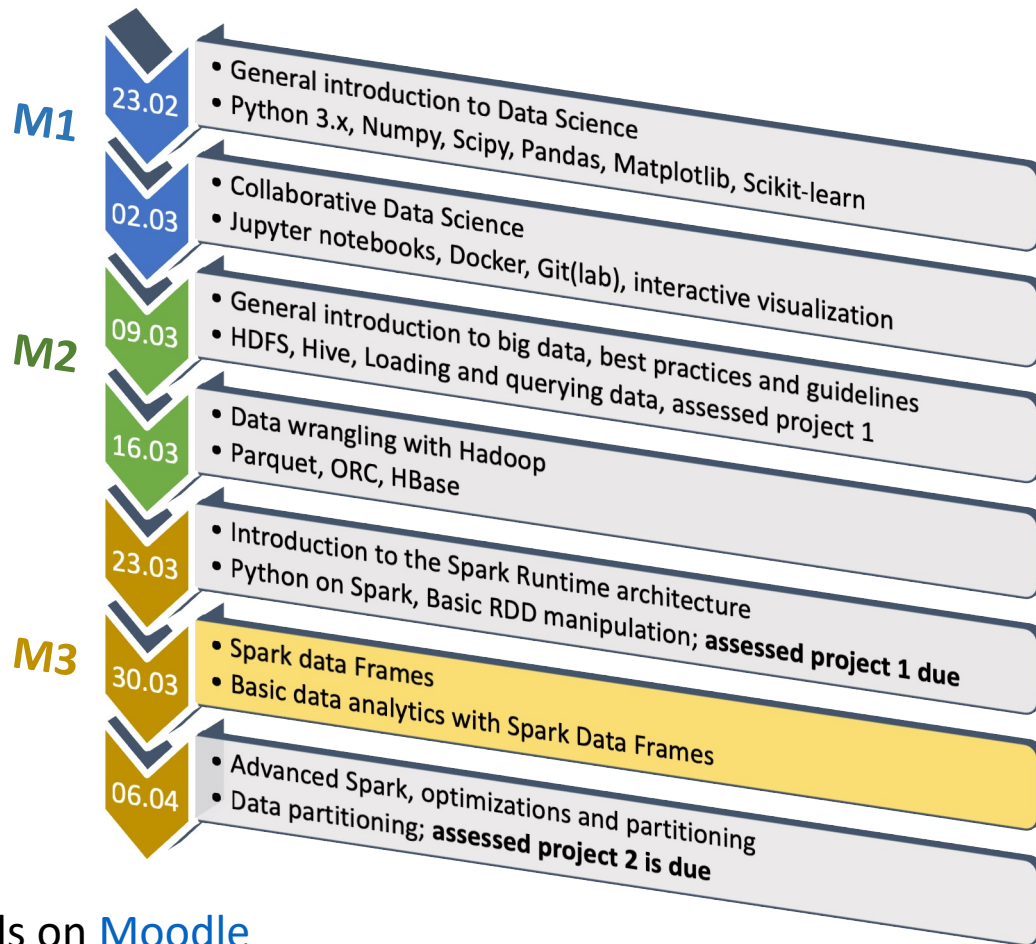 M1
23.02
• General introduction to Data Science
• Python 3.x, Numpy, Scipy, Pandas, Matplotlib, Scikit-learn
02.03
• Collaborative Data Science
• Jupyter notebooks, Docker, Git(lab), interactive visualization
M2
09.03
• General introduction to big data, best practices and guidelines
• HDFS, Hive, Loading and querying data, assessed project 1
16.03
• Data wrangling with Hadoop
• Parquet, ORC, HBase
23.03
• Introduction to the Spark Runtime architecture
• Python on Spark, Basic RDD manipulation; assessed project 1 due
M3
30.03
• Spark data Frames
• Basic data analytics with Spark Data Frames
06.04
• Advanced Spark, optimizations and partitioning
• Data partitioning; assessed project 2 is due
on Moodle